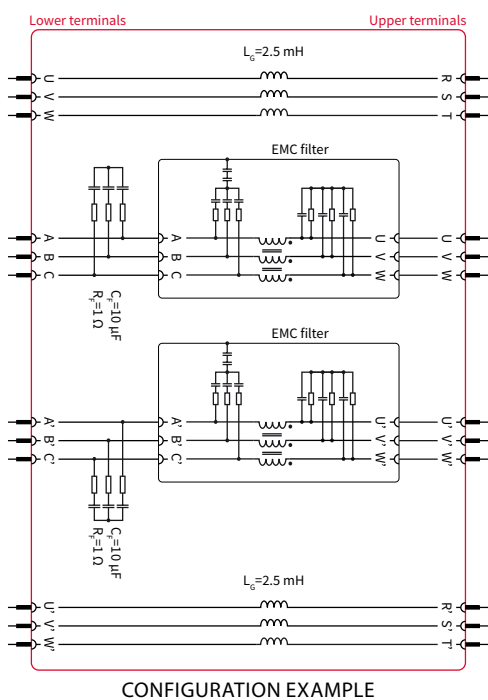 Lower terminals
Upper terminals
L_G=2.5 mH
U
R
V
S
W
T
EMC filter
A
A
U
U
B
B
V
V
C
C
W
W
C_F=10 µF
R_F=1 Ω
EMC filter
A'
A'
U'
U'
B'
B'
V'
V'
C'
C'
W'
W'
C_F=10 µF
R_F=1 Ω
L_G=2.5 mH
U'
R'
V'
S'
W'
T'
CONFIGURATION EXAMPLE